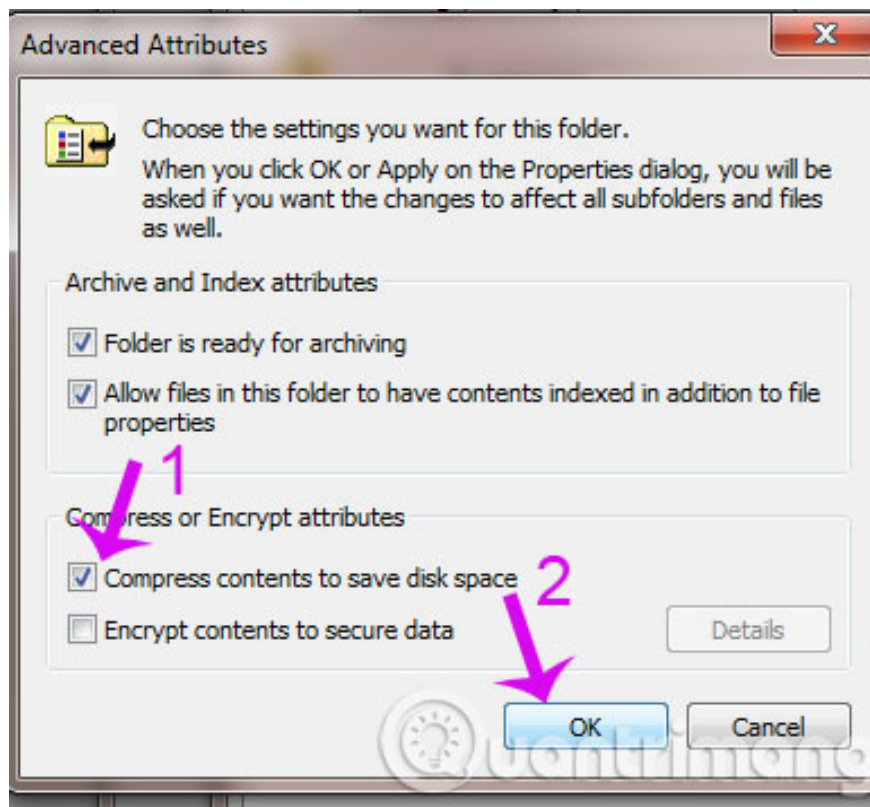 Advanced Attributes
Choose the settings you want for this folder.
When you click OK or Apply on the Properties dialog, you will be
asked if you want the changes to affect all subfolders and files
as well.
Archive and Index attributes
Folder is ready for archiving
Allow files in this folder to have contents indexed in addition to file
properties
1
Compress or Encrypt attributes
Compress contents to save disk space
2
Encrypt contents to secure data
Details
OK
Cancel
Quantrimang